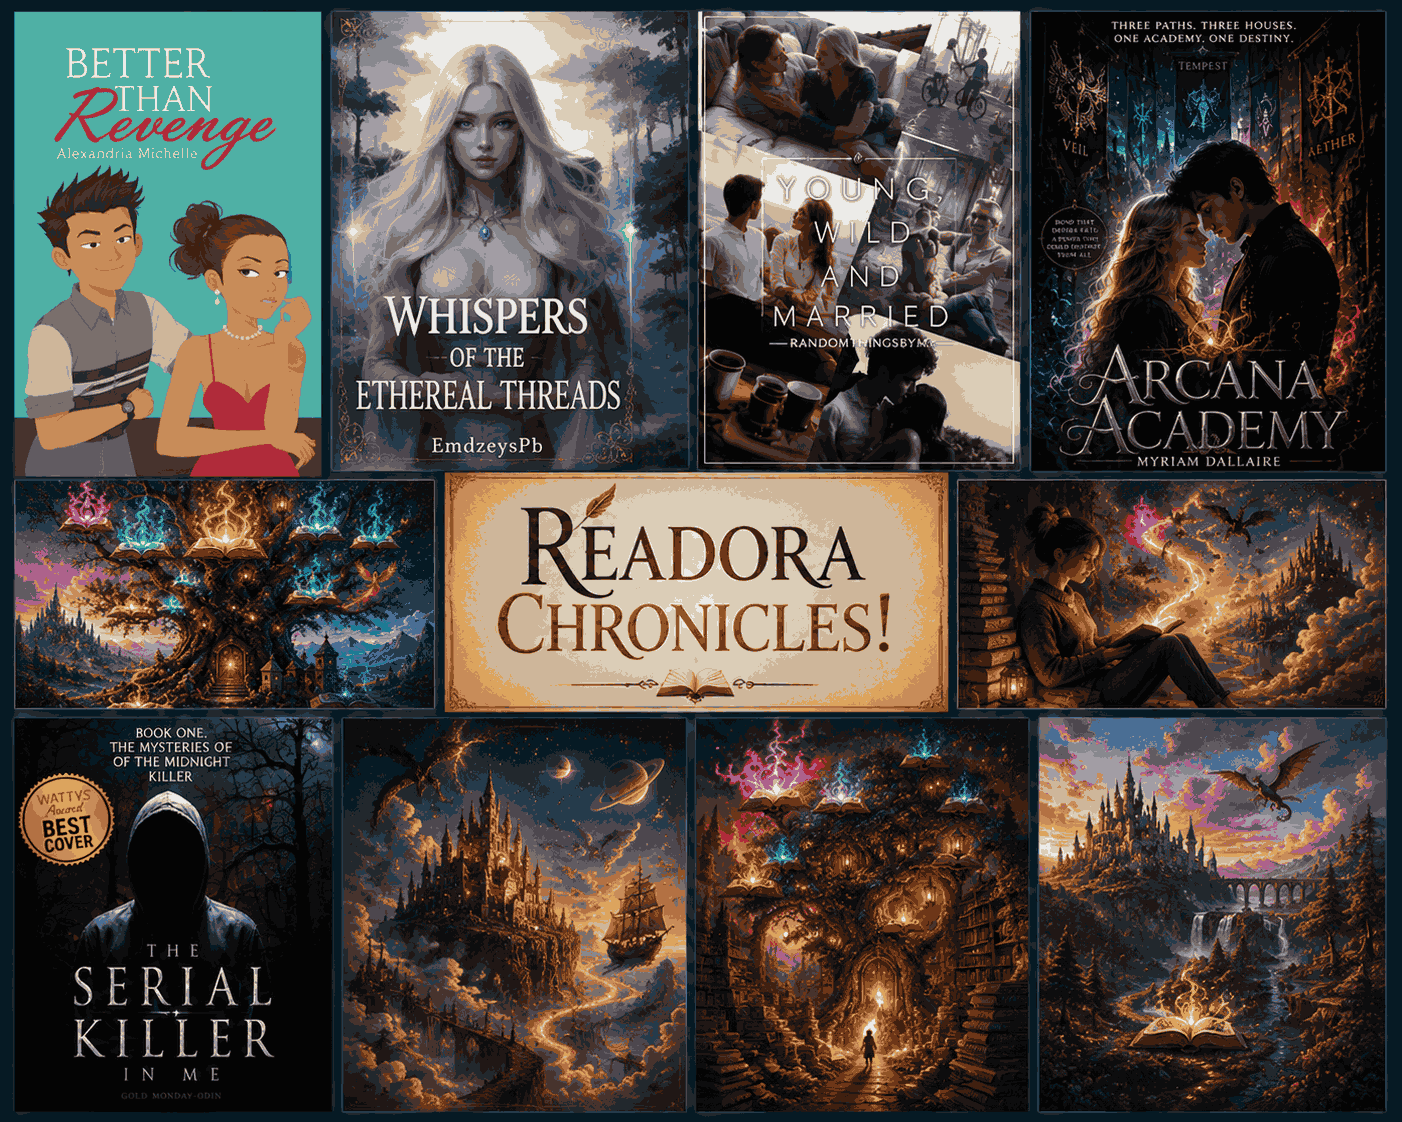 BETTER
THAN
Revenge
Alexandria Michelle
WHISPERS
OF THE
ETHEREAL THREADS
EmdzeysPb
YOUNG,
WILD
AND
MARRIED
RANDOMTHINGSBYM
THREE PATHS. THREE HOUSES.
ONE ACADEMY. ONE DESTINY.
TEMPEST
VEIL
AETHER
ARCANA
ACADEMY
MYRIAM DALLAIRE
READORA
CHRONICLES!
BOOK ONE.
THE MYSTERIES OF
OF THE MIDNIGHT
KILLER
WATTYS
Award
BEST
COVER
THE
SERIAL
KILLER
IN ME
GOLD MONDAY-ODIN